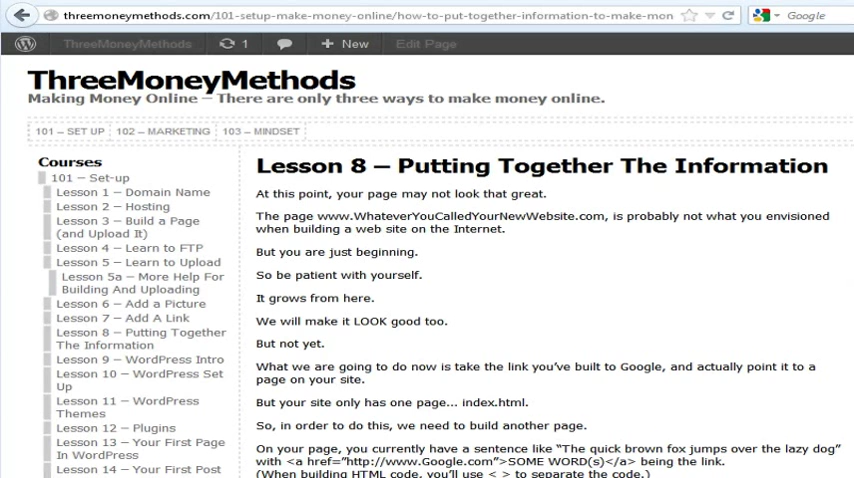 threemoneymethods.com/101-setup-make-money-online/how-to-put-together-information-to-make-mon
Google
ThreeMoneyMethods
1
New
Edit Page
ThreeMoneyMethods
Making Money Online – There are only three ways to make money online.
101 – SET UP
102 – MARKETING
103 – MINDSET
Courses
101 – Set-up
Lesson 1 – Domain Name
Lesson 2 – Hosting
Lesson 3 – Build a Page
(and Upload It)
Lesson 4 – Learn to FTP
Lesson 5 – Learn to Upload
Lesson 5a – More Help For
Building And Uploading
Lesson 6 – Add a Picture
Lesson 7 – Add A Link
Lesson 8 – Putting Together
The Information
Lesson 9 – WordPress Intro
Lesson 10 – WordPress Set
Up
Lesson 11 – WordPress
Themes
Lesson 12 – Plugins
Lesson 13 – Your First Page
In WordPress
Lesson 14 – Your First Post
Lesson 8 – Putting Together The Information
At this point, your page may not look that great.
The page www.WhateverYouCalledYourNewWebsite.com, is probably not what you envisioned
when building a web site on the Internet.
But you are just beginning.
So be patient with yourself.
It grows from here.
We will make it LOOK good too.
But not yet.
What we are going to do now is take the link you’ve built to Google, and actually point it to a
page on your site.
But your site only has one page... index.html.
So, in order to do this, we need to build another page.
On your page, you currently have a sentence like “The quick brown fox jumps over the lazy dog”
with <a href=”http://www.Google.com”>SOME WORD(s)</a> being the link.
(When building HTML code, you’ll use < > to separate the code.)